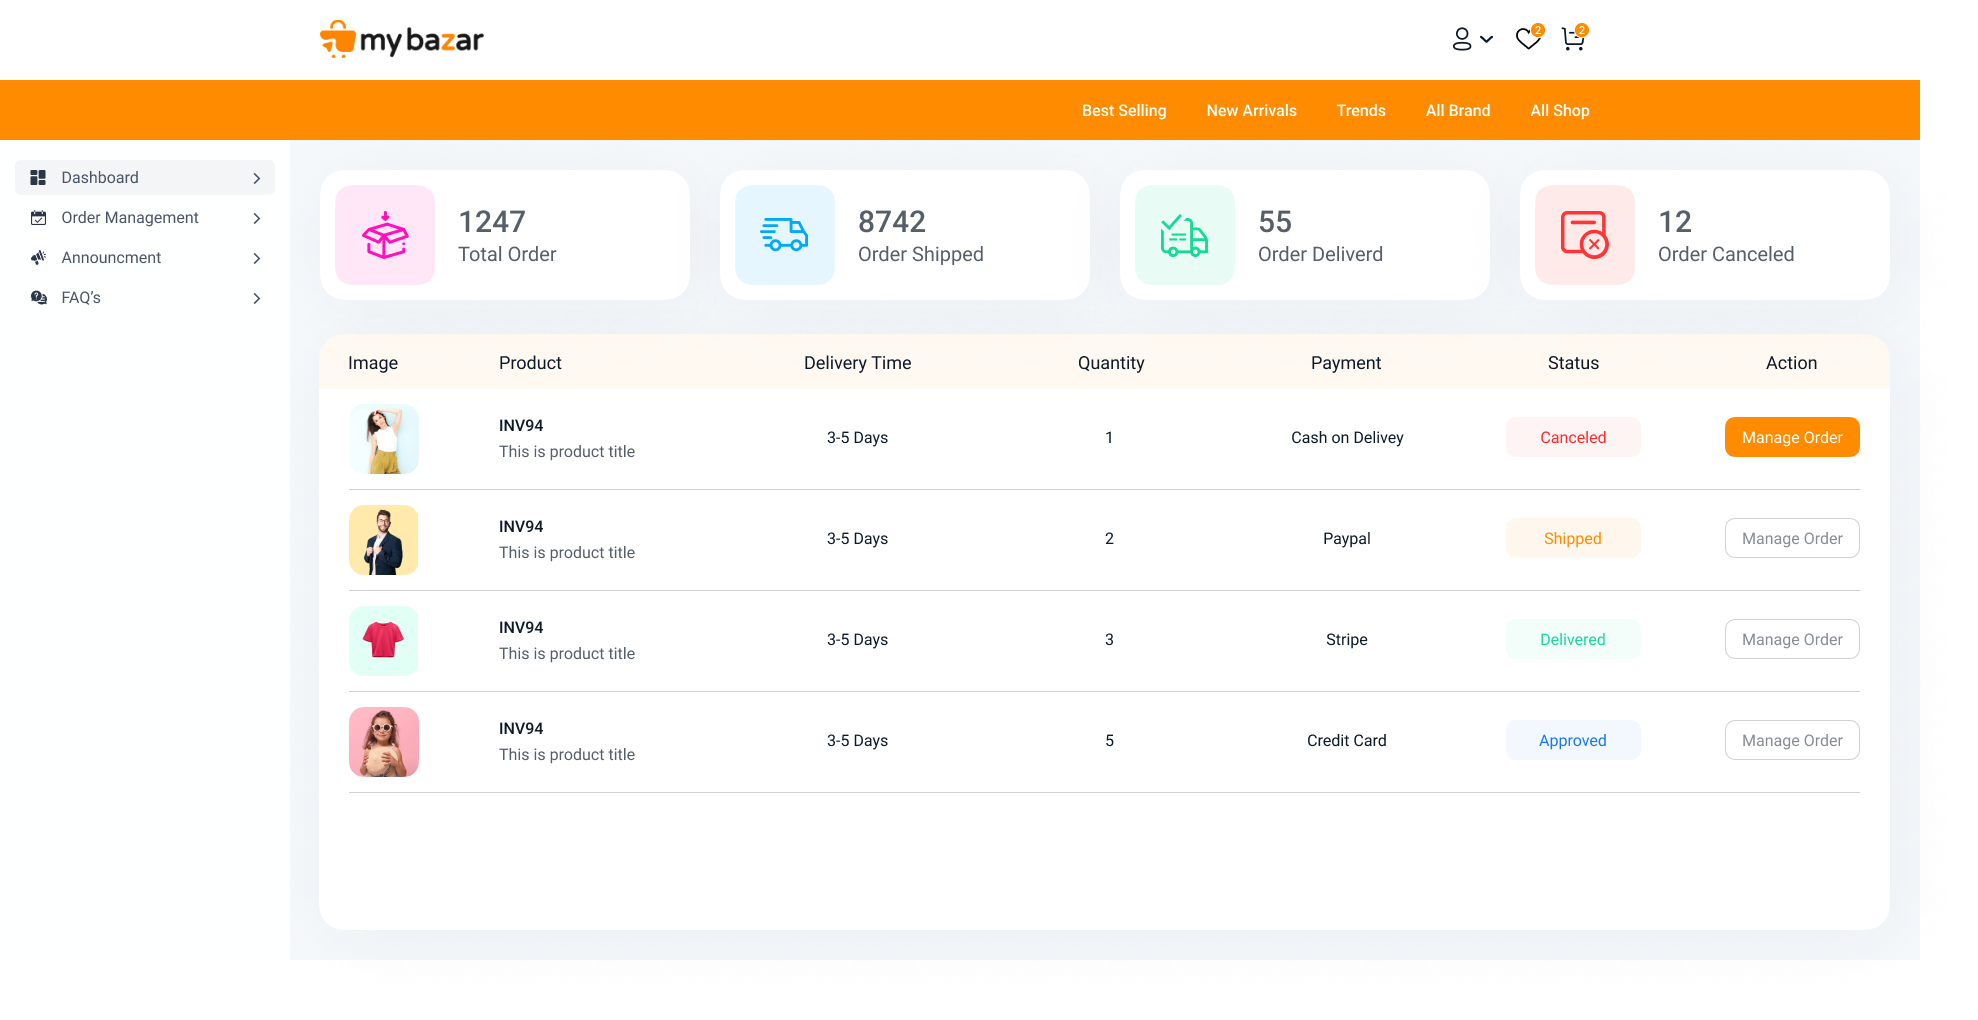 my bazar
2
2
Best Selling New Arrivals Trends All Brand All Shop
Dashboard
Order Management
Announcment
FAQ's
1247
Total Order
8742
Order Shipped
55
Order Deliverd
12
Order Canceled
Image Product Delivery Time Quantity Payment Status Action
INV94
This is product title
3-5 Days 1 Cash on Delivey Canceled Manage Order
INV94
This is product title
3-5 Days 2 Paypal Shipped Manage Order
INV94
This is product title
3-5 Days 3 Stripe Delivered Manage Order
INV94
This is product title
3-5 Days 5 Credit Card Approved Manage Order